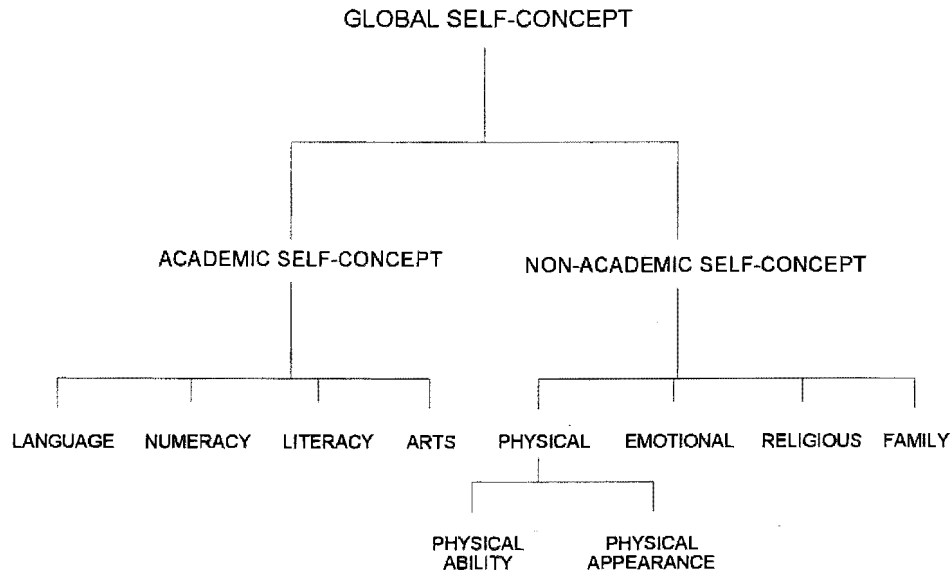 GLOBAL SELF-CONCEPT
ACADEMIC SELF-CONCEPT
NON-ACADEMIC SELF-CONCEPT
LANGUAGE NUMERACY LITERACY ARTS PHYSICAL EMOTIONAL RELIGIOUS FAMILY
PHYSICAL ABILITY
PHYSICAL APPEARANCE